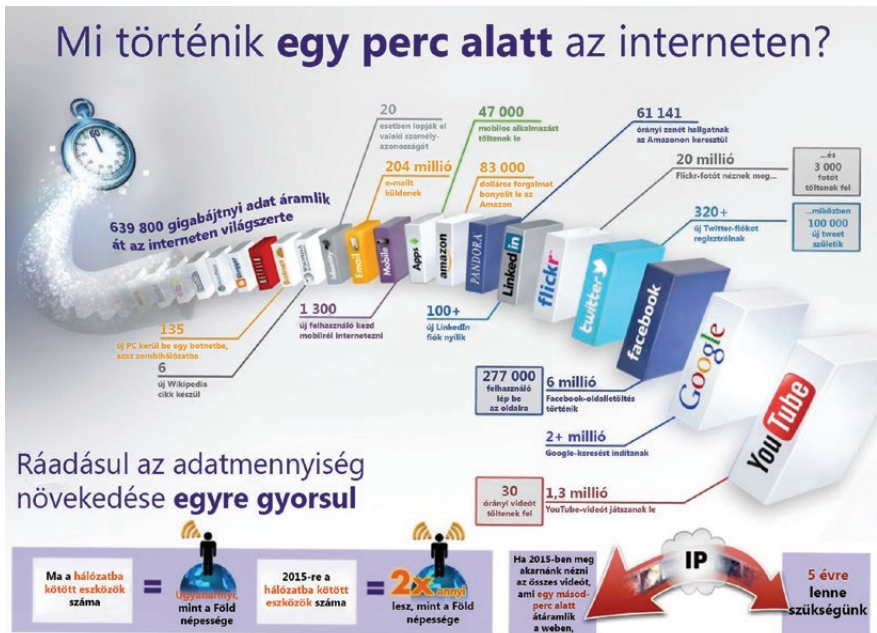 Mi történik egy perc alatt az interneten?
60
20
esetben lopják el
valaki személy-
azonosságát
47 000
mobilos alkalmazást
töltenek le
61 141
órányi zenét hallgatnak
az Amazonon keresztül
204 millió
e-mailt
küldenek
83 000
dolláros forgalmat
bonyolít le az
Amazon
20 millió
Flickr-fotót néznek meg...
...és
3 000
fotót
töltenek fel
639 800 gigabájtnyi adat áramlik
át az interneten világszerte
320+
új Twitter-fiókot
regisztrálnak
...miközben
100 000
új tweet
születik
NETFLIX
Email
Mobile
Apps
amazon
PANDORA
Linked in
flickr
twitter
facebook
Google
YouTube
135
új PC kerül be egy botnetbe,
azaz zombihálózatba
6
új Wikipedia
cikk készül
1 300
új felhasználó kezd
mobilról internetezni
100+
új LinkedIn
fiók nyílik
277 000
felhasználó
lép be
az oldalra
6 millió
Facebook-oldalletöltés
történik
2+ millió
Google-keresést indítanak
30
órányi videót
töltenek fel
1,3 millió
YouTube-videót játszanak le
Ráadásul az adatmennyiség
növekedése egyre gyorsul
Ma a hálózatba
kötött eszközök
száma
=
Ugyanannyi,
mint a Föld
népessége
2015-re a
hálózatba kötött
eszközök száma
=
2x annyi
lesz, mint a Föld
népessége
Ha 2015-ben meg
akarnánk nézni
az összes videót,
ami egy másod-
perc alatt
átáramlik
a weben,
IP
5 évre
lenne
szükségünk